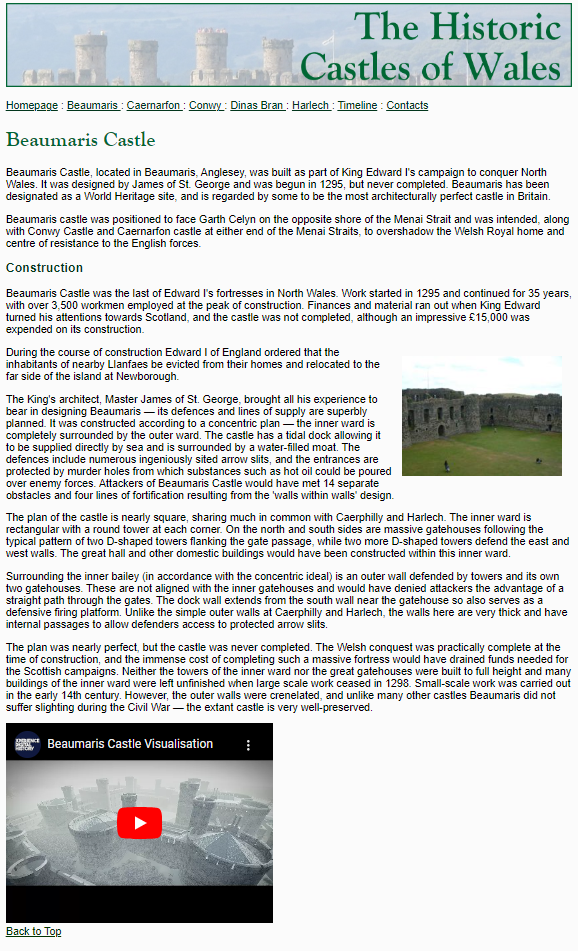 The Historic
Castles of Wales
Homepage : Beaumaris : Caernarfon : Conwy : Dinas Bran : Harlech : Timeline : Contacts
Beaumaris Castle
Beaumaris Castle, located in Beaumaris, Anglesey, was built as part of King Edward I's campaign to conquer North
Wales. It was designed by James of St. George and was begun in 1295, but never completed. Beaumaris has been
designated as a World Heritage site, and is regarded by some to be the most architecturally perfect castle in Britain.
Beaumaris castle was positioned to face Garth Celyn on the opposite shore of the Menai Strait and was intended, along
with Conwy Castle and Caernarfon castle at either end of the Menai Straits, to overshadow the Welsh Royal home and
centre of resistance to the English forces.
Construction
Beaumaris Castle was the last of Edward I's fortresses in North Wales. Work started in 1295 and continued for 35 years,
with over 3,500 workmen employed at the peak of construction. Finances and material ran out when King Edward
turned his attentions towards Scotland, and the castle was not completed, although an impressive £15,000 was
expended on its construction.
During the course of construction Edward I of England ordered that the
inhabitants of nearby Llanfaes be evicted from their homes and relocated to the
far side of the island at Newborough.
The King's architect, Master James of St. George, brought all his experience to
bear in designing Beaumaris — its defences and lines of supply are superbly
planned. It was constructed according to a concentric plan — the inner ward is
completely surrounded by the outer ward. The castle has a tidal dock allowing it
to be supplied directly by sea and is surrounded by a water-filled moat. The
defences include numerous ingeniously sited arrow slits, and the entrances are
protected by murder holes from which substances such as hot oil could be poured
over enemy forces. Attackers of Beaumaris Castle would have met 14 separate
obstacles and four lines of fortification resulting from the 'walls within walls' design.
The plan of the castle is nearly square, sharing much in common with Caerphilly and Harlech. The inner ward is
rectangular with a round tower at each corner. On the north and south sides are massive gatehouses following the
typical pattern of two D-shaped towers flanking the gate passage, while two more D-shaped towers defend the east and
west walls. The great hall and other domestic buildings would have been constructed within this inner ward.
Surrounding the inner bailey (in accordance with the concentric ideal) is an outer wall defended by towers and its own
two gatehouses. These are not aligned with the inner gatehouses and would have denied attackers the advantage of a
straight path through the gates. The dock wall extends from the south wall near the gatehouse so also serves as a
defensive firing platform. Unlike the simple outer walls at Caerphilly and Harlech, the walls here are very thick and have
internal passages to allow defenders access to protected arrow slits.
The plan was nearly perfect, but the castle was never completed. The Welsh conquest was practically complete at the
time of construction, and the immense cost of completing such a massive fortress would have drained funds needed for
the Scottish campaigns. Neither the towers of the inner ward nor the great gatehouses were built to full height and many
buildings of the inner ward were left unfinished when large scale work ceased in 1298. Small-scale work was carried out
in the early 14th century. However, the outer walls were crenelated, and unlike many other castles Beaumaris did not
suffer slighting during the Civil War — the extant castle is very well-preserved.
Beaumaris Castle Visualisation
Back to Top